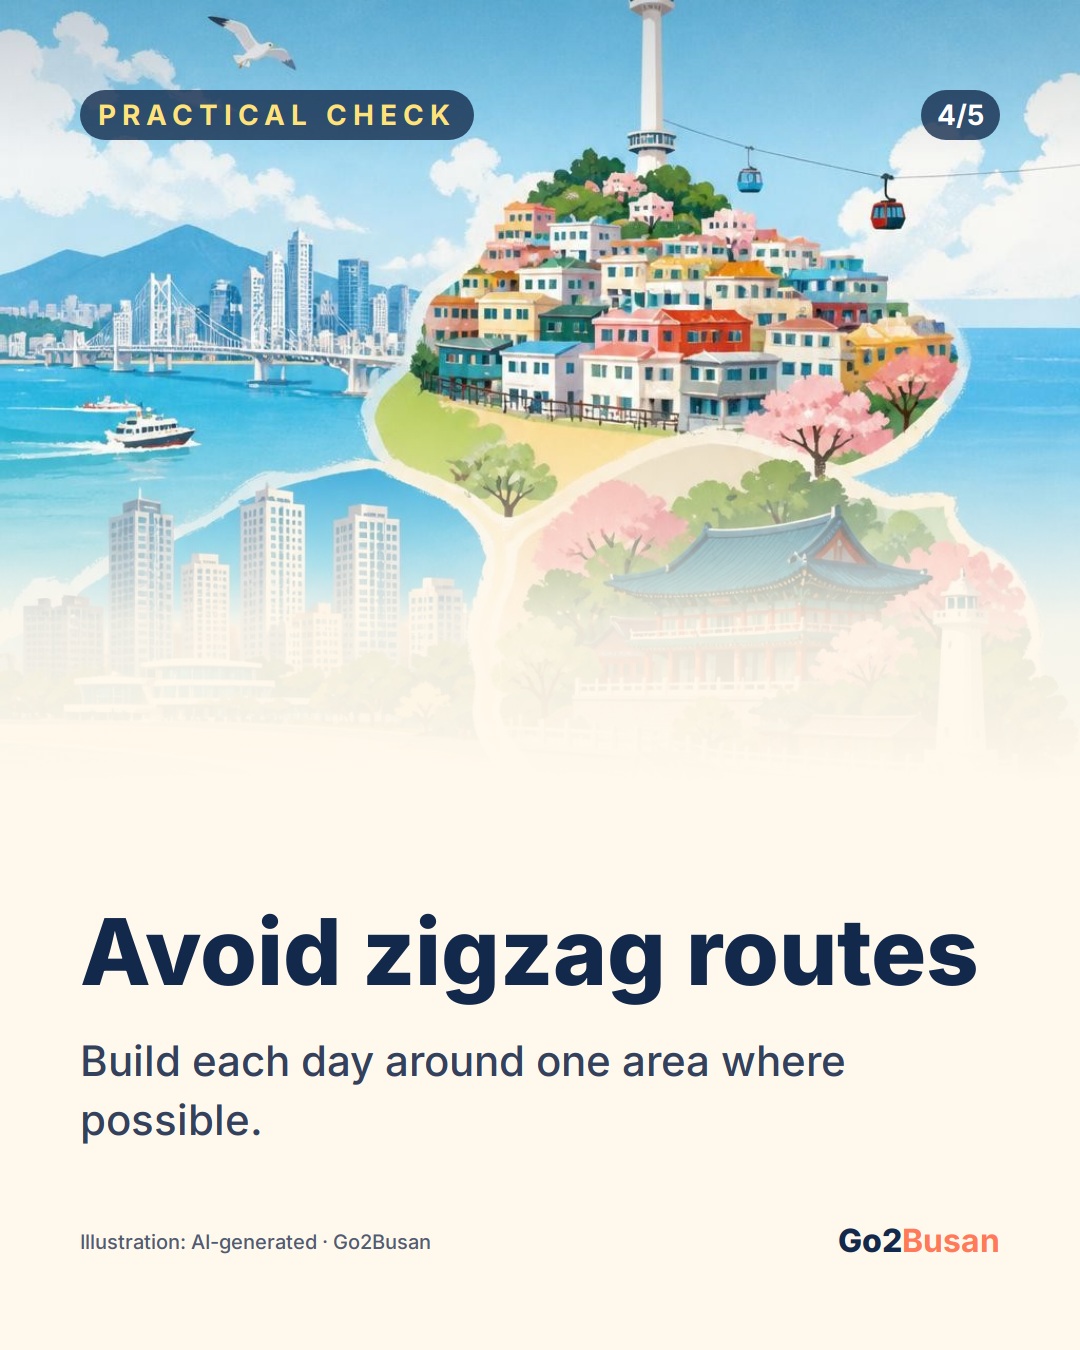 PRACTICAL CHECK
4/5
Avoid zigzag routes
Build each day around one area where
possible.
Illustration: AI-generated · Go2Busan
Go2Busan